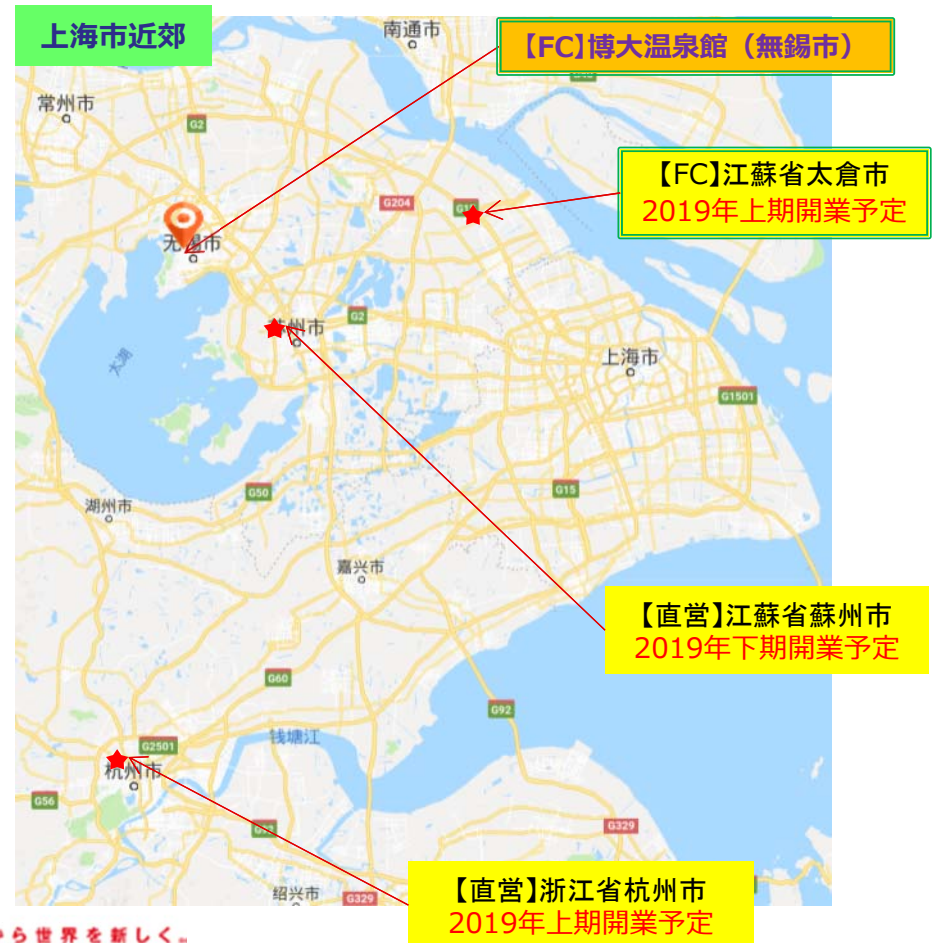 上海市近郊
南通市
【FC】博大温泉館（無錫市）
常州市
G2
【FC】江蘇省太倉市
2019年上期開業予定
G204
无锡市
G2
州市
上海市
太湖
G1501
G50
G15
湖州市
嘉兴市
【直営】江蘇省蘇州市
2019年下期開業予定
G60
G92
钱塘江
G2501
杭州市
G56
G329
绍兴市
G329
【直営】浙江省杭州市
2019年上期開業予定
ら世界を新しく。